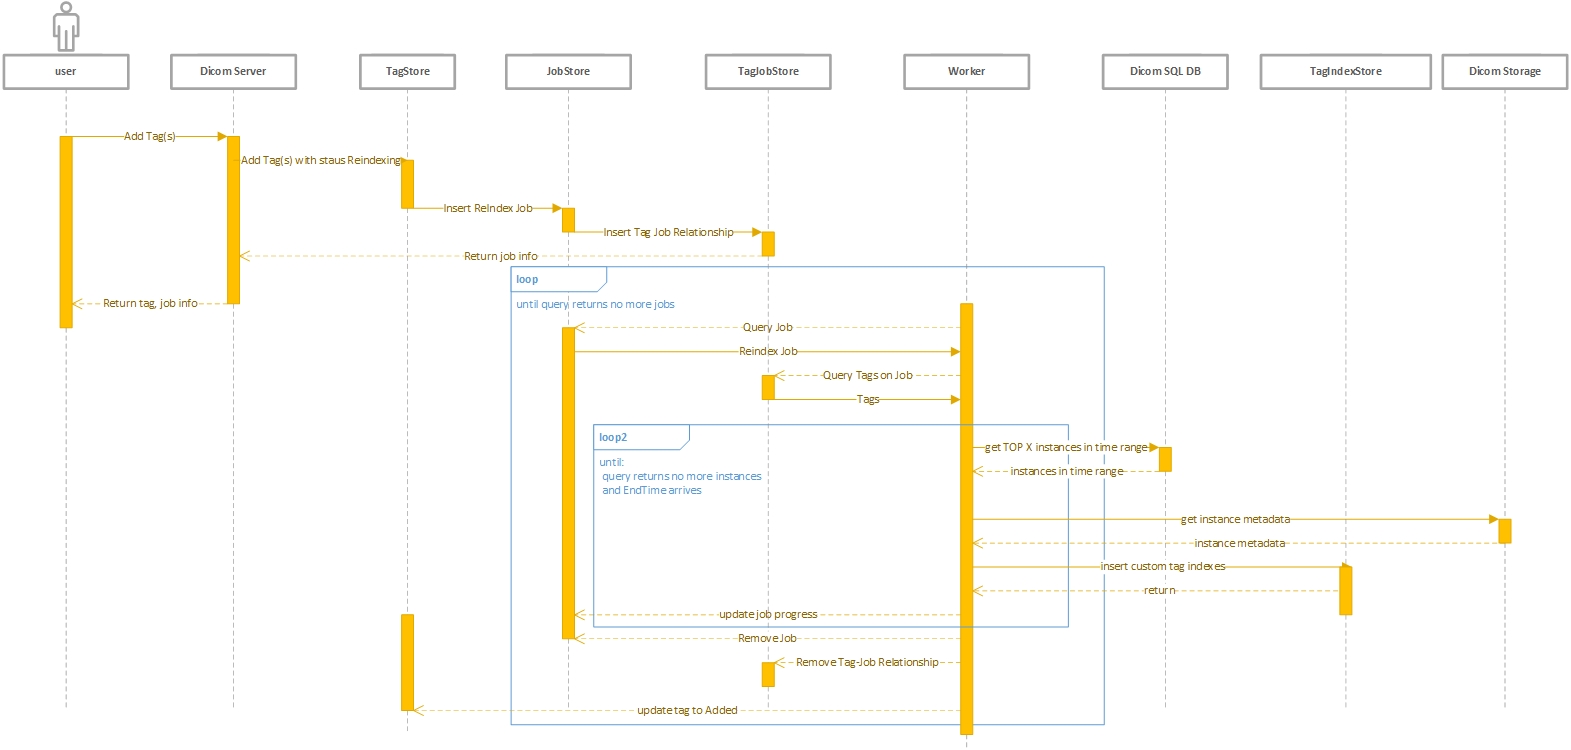 user
Dicom Server
TagStore
JobStore
TagJobStore
Worker
Dicom SQL DB
TagIndexStore
Dicom Storage
Add Tag(s)
Add Tag(s) with staus Reindexing
Insert ReIndex Job
Insert Tag Job Relationship
Return job info
loop
until query returns no more jobs
Return tag, job info
Query Job
Reindex Job
Query Tags on Job
Tags
loop2
get TOP X instances in time range
until:
query returns no more instances
and EndTime arrives
instances in time range
get instance metadata
instance metadata
insert custom tag indexes
return
update job progress
Remove Job
Remove Tag-Job Relationship
update tag to Added